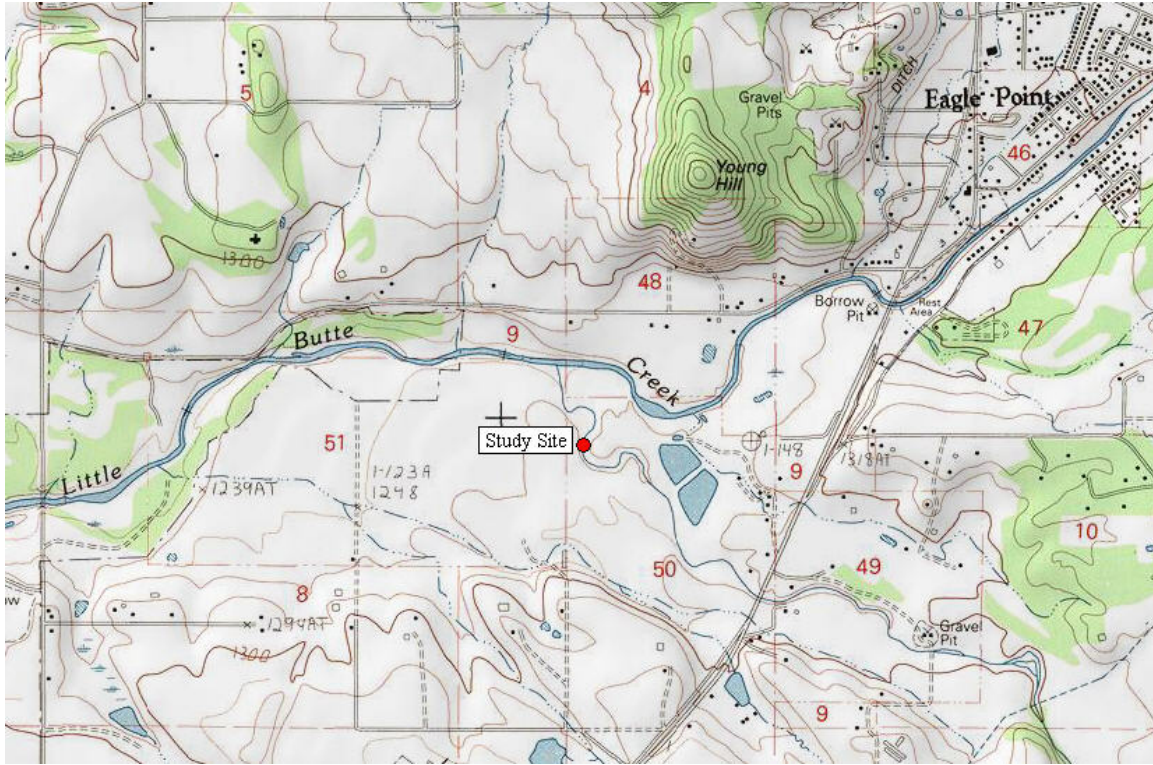 5
4
Gravel
Pits
DITCH
Eagle Point
46
Young
Hill
1300
48
Borrow
Pit
Rest
Area
47
Butte
9
Creek
Study Site
51
1-148
1318AT
9
10
Little
1239AT
1-123A
1248
50
49
8
1294AT
1300
Gravel
Pit
9